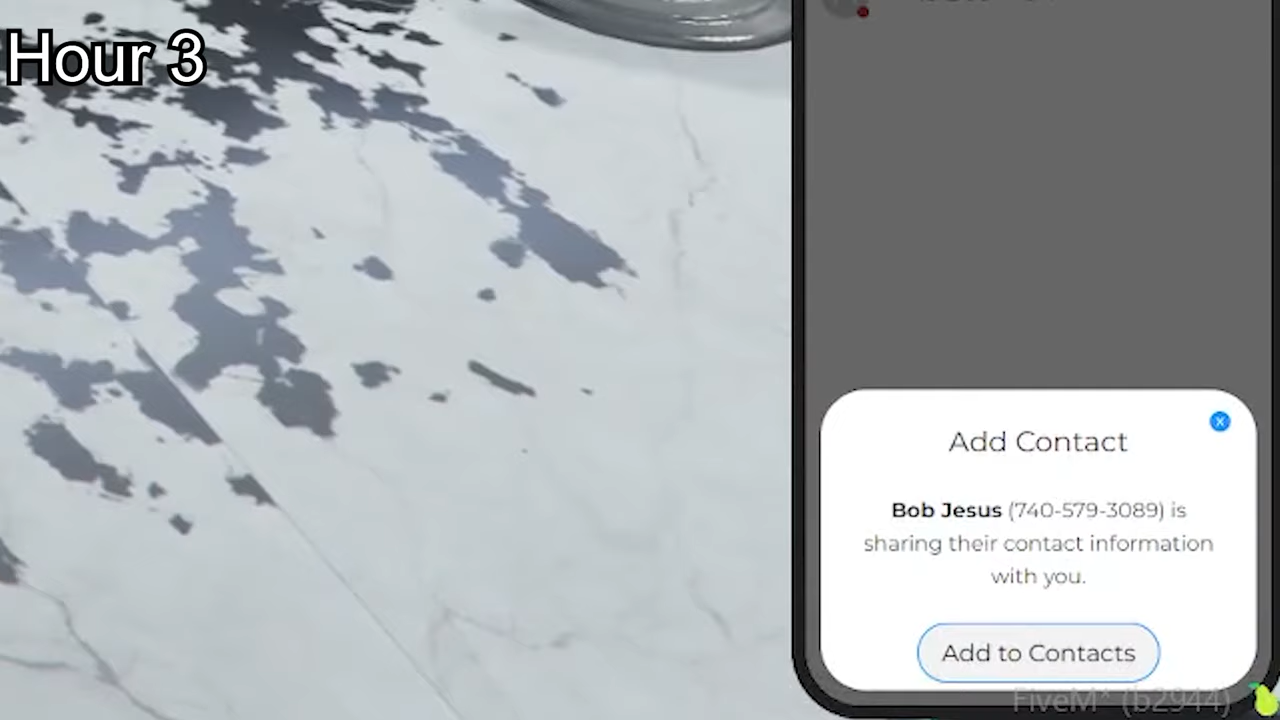 Hour 3
Add Contact
Bob Jesus (740-579-3089) is
sharing their contact information
with you.
Add to Contacts
FiveM* (b2944)